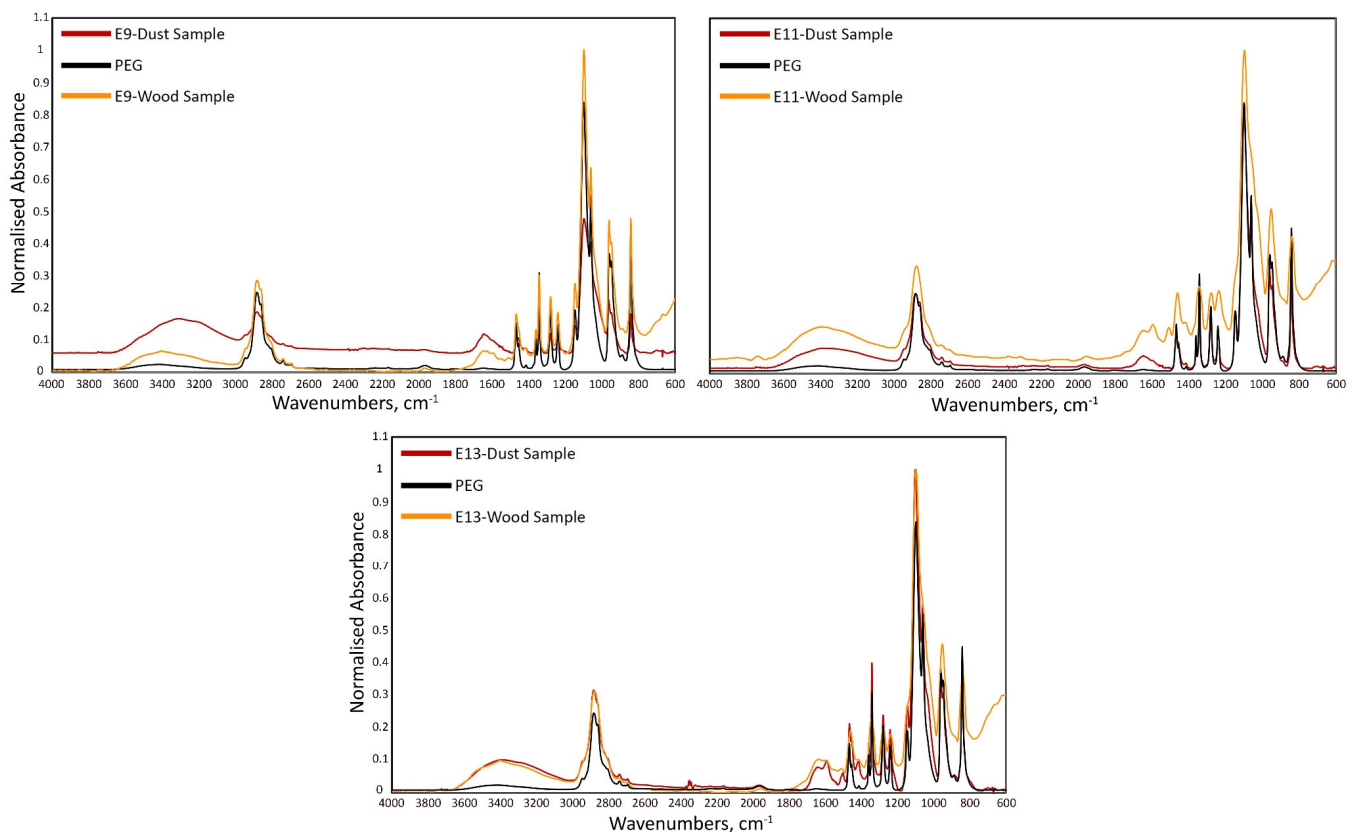 1.1
1
0.9
0.8
0.7
0.6
0.5
0.4
0.3
0.2
0.1
0
Normalised Absorbance
E9-Dust Sample
PEG
E9-Wood Sample
4000 3800 3600 3400 3200 3000 2800 2600 2400 2200 2000 1800 1600 1400 1200 1000 800 600
Wavenumbers, cm-1
E11-Dust Sample
PEG
E11-Wood Sample
4000 3800 3600 3400 3200 3000 2800 2600 2400 2200 2000 1800 1600 1400 1200 1000 800 600
Wavenumbers, cm-1
1.1
1
0.9
0.8
0.7
0.6
0.5
0.4
0.3
0.2
0.1
0
Normalised Absorbance
E13-Dust Sample
PEG
E13-Wood Sample
4000 3800 3600 3400 3200 3000 2800 2600 2400 2200 2000 1800 1600 1400 1200 1000 800 600
Wavenumbers, cm-1